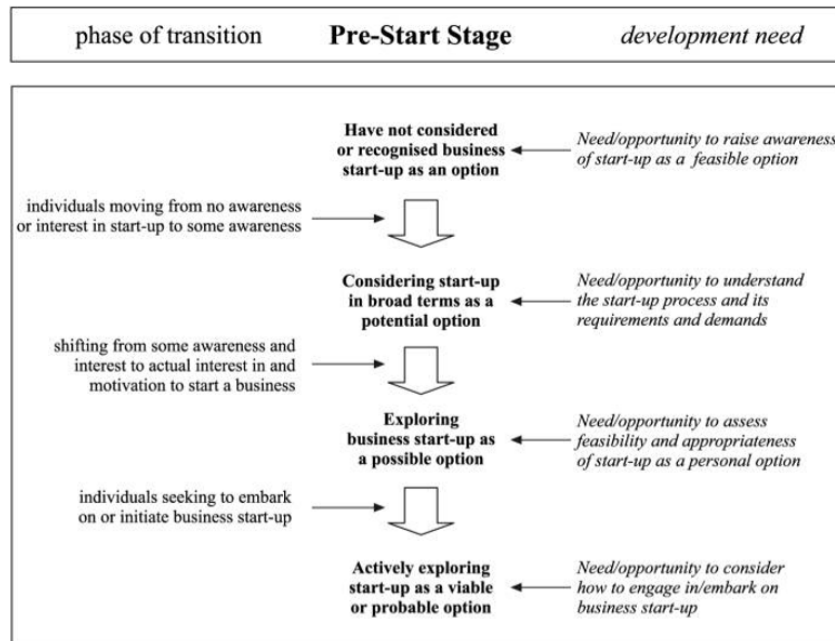 phase of transition Pre-Start Stage development need
Have not considered
or recognised business
start-up as an option
Need/opportunity to raise awareness
of start-up as a feasible option
individuals moving from no awareness
or interest in start-up to some awareness
Considering start-up
in broad terms as a
potential option
Need/opportunity to understand
the start-up process and its
requirements and demands
shifting from some awareness and
interest to actual interest in and
motivation to start a business
Exploring
business start-up as
a possible option
Need/opportunity to assess
feasibility and appropriateness
of start-up as a personal option
individuals seeking to embark
on or initiate business start-up
Actively exploring
start-up as a viable
or probable option
Need/opportunity to consider
how to engage in/embark on
business start-up